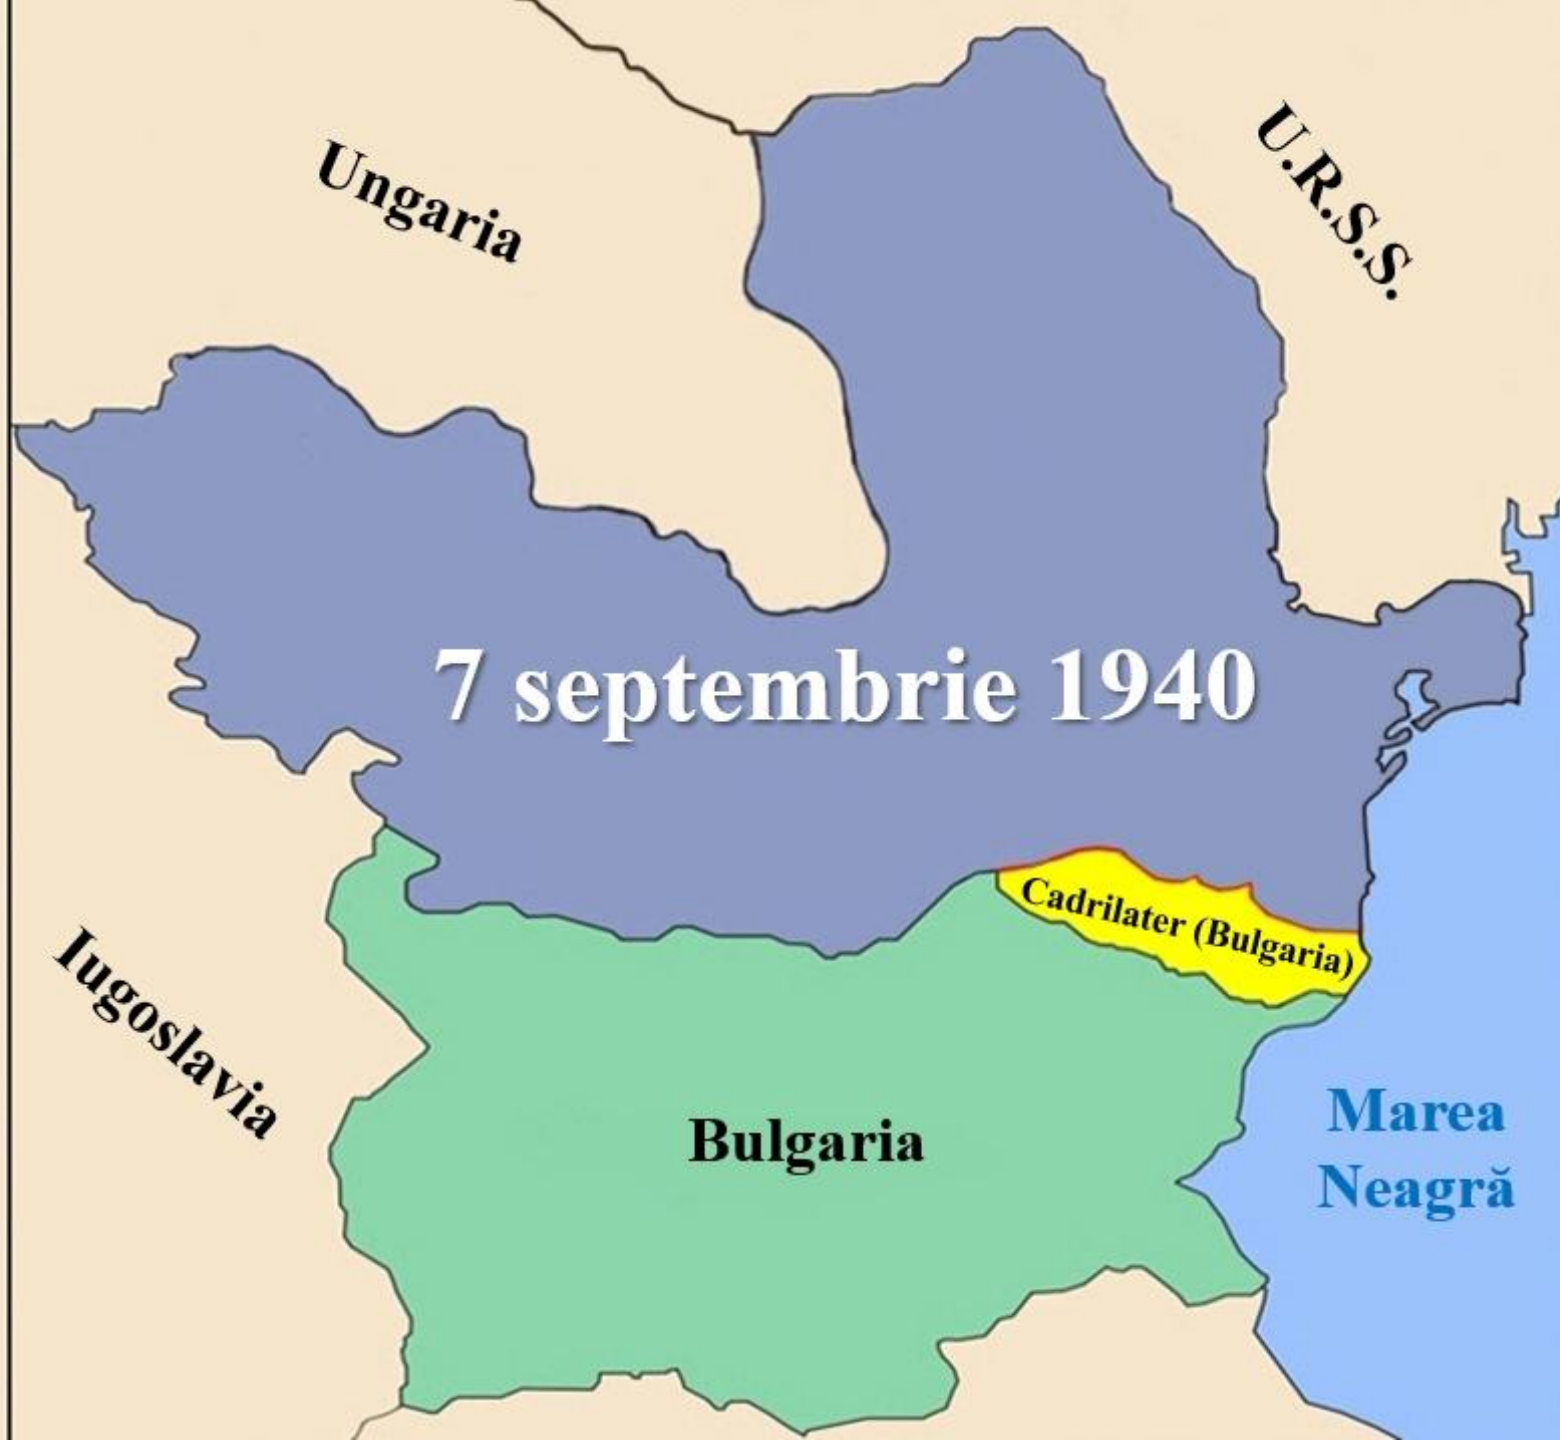 Ungaria
U.R.S.S.
7 septembrie 1940
Cadrilater (Bulgaria)
Iugoslavia
Bulgaria
Marea
Neagră